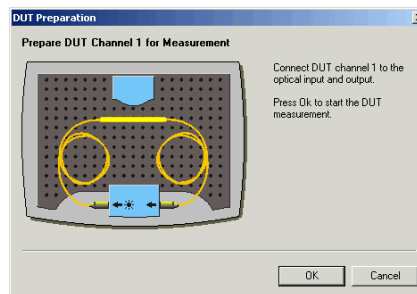 DUT Preparation
Prepare DUT Channel 1 for Measurement
Connect DUT channel 1 to the
optical input and output.
Press Ok to start the DUT
measurement.
OK
Cancel